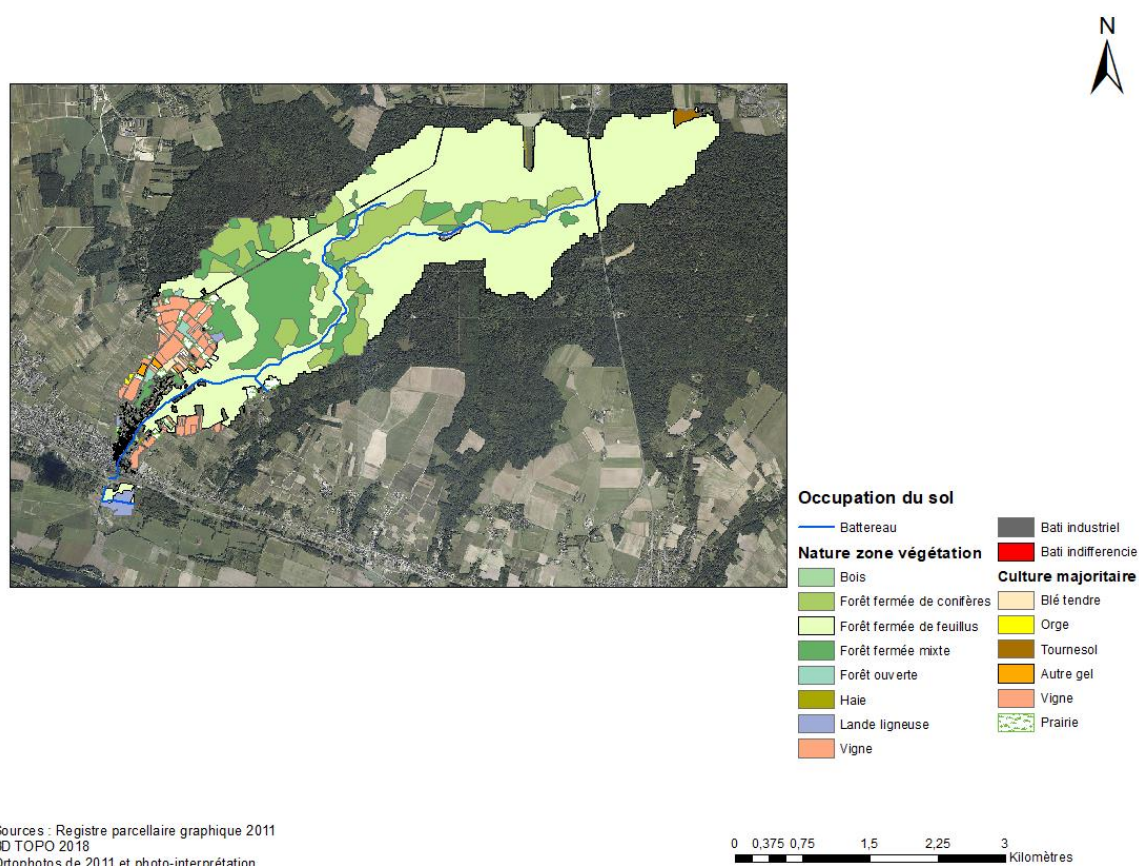 N
Occupation du sol
Battereau
Nature zone végétation
Bois
Forêt fermée de conifères
Forêt fermée de feuillus
Forêt fermée mixte
Forêt ouverte
Haie
Lande ligneuse
Vigne
Bati industriel
Bati indifferencie
Culture majoritaire
Blé tendre
Orge
Tournesol
Autre gel
Vigne
Prairie
Sources : Registre parcellaire graphique 2011
BD TOPO 2018
Ortophotos de 2011 et photo-interprétation
0 0,375 0,75 1,5 2,25 3
Kilomètres